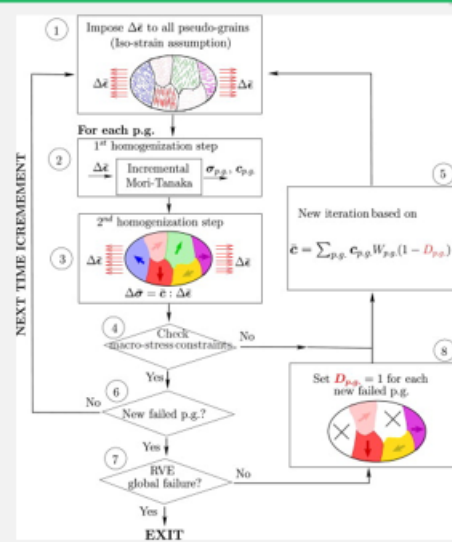 1
Impose Δε̄ to all pseudo-grains
(Iso-strain assumption)
Δε̄
Δε̄
For each p.g.
1st homogenization step
2
Δε̄
Incremental
Mori-Tanaka
σp.g., cp.g.
2nd homogenization step
3
Δε̄
Δε̄
Δσ̄ = c̄ : Δε̄
4
Check
macro-stress constraints
No
Yes
6
New failed p.g.?
No
Yes
7
RVE
global failure?
No
Yes
EXIT
NEXT TIME ICREMEMENT
5
New iteration based on
c̄ = ∑p.g. cp.g. Wp.g. (1 − Dp.g.)
8
Set Dp.g. = 1 for each
new failed p.g.